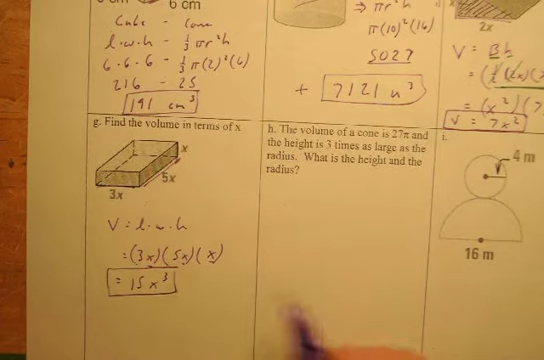 6 cm
Cube - Cone
l·w·h - 1/3 πr²h
6·6·6 - 1/3 π(2)²(6)
216 - 25
191 cm³
⇒ πr²h
π(10)²(16)
5027
+ 7121 u³
2x
V = Bh
= (x²)(7
V = 7x²
g. Find the volume in terms of x
x
5x
3x
V = l·w·h
= (3x)(5x)(x)
= 15x³
h. The volume of a cone is 27π and
the height is 3 times as large as the
radius. What is the height and the
radius?
i.
4 m
16 m